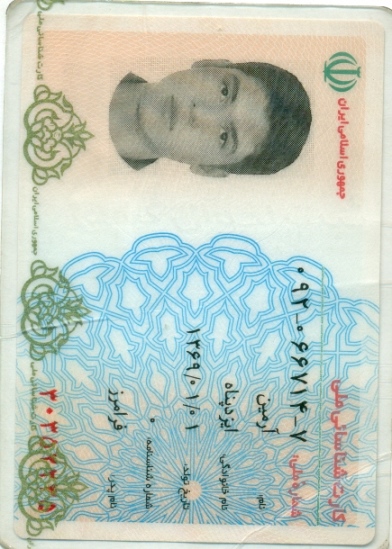 جمهوری اسلامی ایران
کارت شناسائی ملی
شماره ملی: ۰۹۲-۰۶۶۷۱۴-۷
نام: آرمین
نام خانوادگی: ایزدپناه
تاریخ تولد: ۱۳۶۹/۰۱/۰۱
شماره شناسنامه: ۰
نام پدر: فرامرز
کارت شناسائی ملی
جمهوری اسلامی ایران
کارت شناسائی ملی